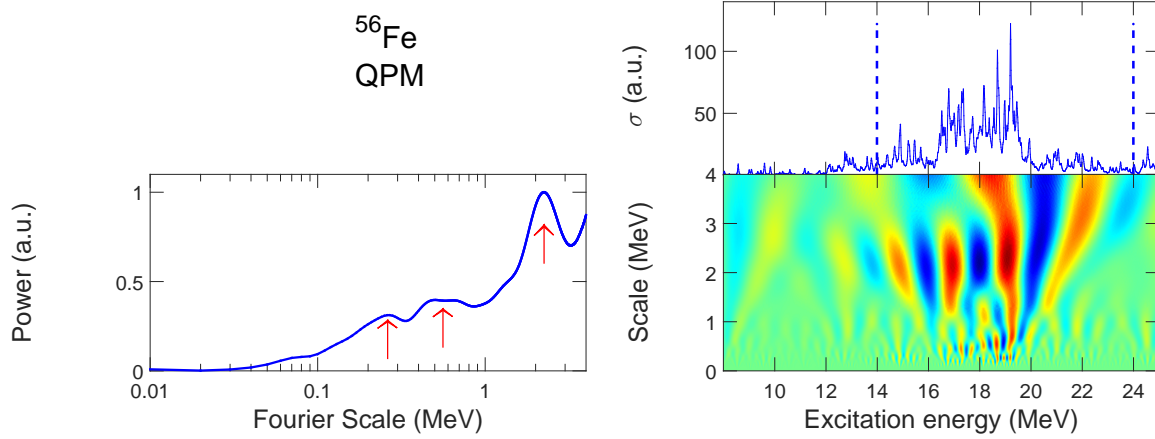 ⁵⁶Fe
QPM
Power (a.u.)
1
0.5
0
0.01
0.1
1
Fourier Scale (MeV)
σ (a.u.)
100
50
4
Scale (MeV)
3
2
1
0
10 12 14 16 18 20 22 24
Excitation energy (MeV)